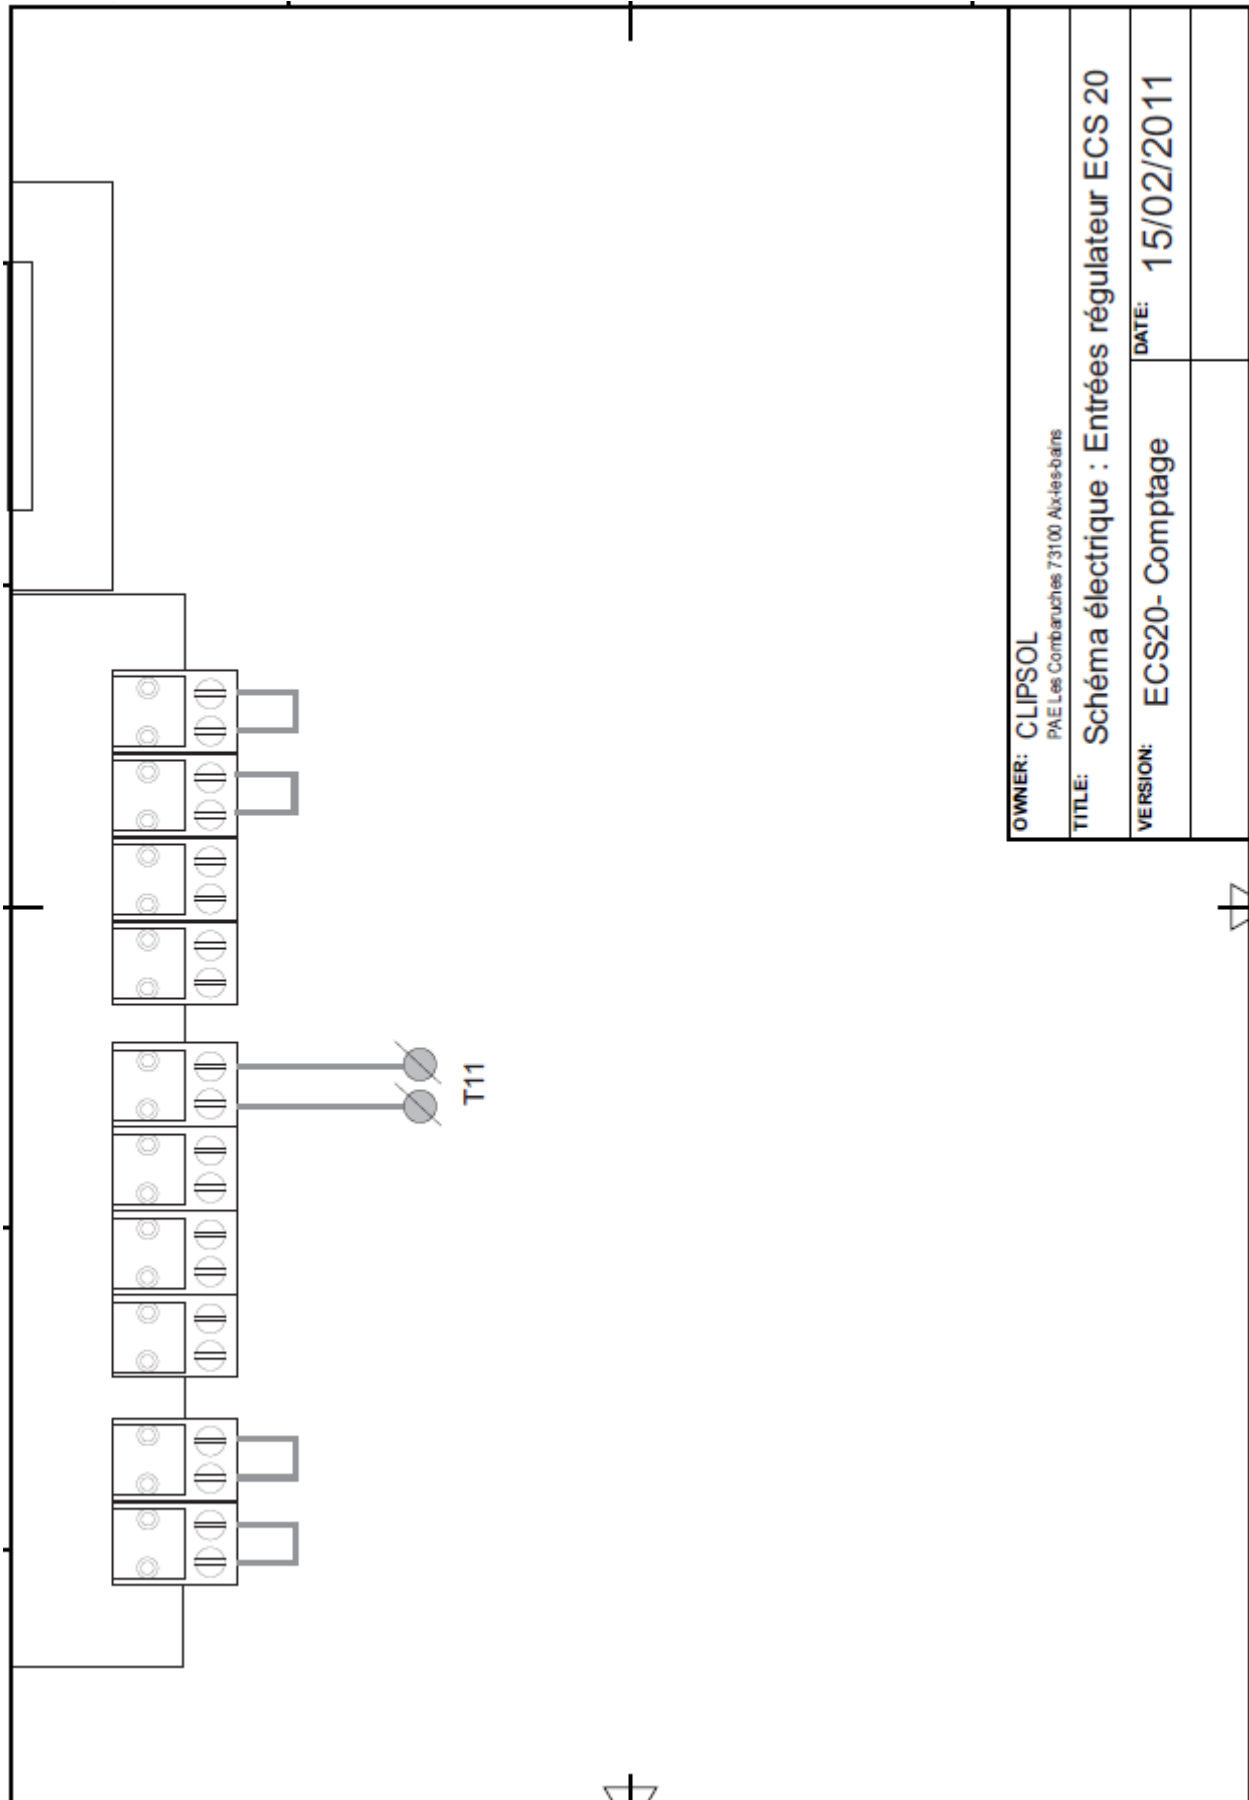 T11
OWNER: CLIPSOL
PAE Les Combaruches 73100 Aix-les-bains
TITLE: Schéma électrique : Entrées régulateur ECS 20
VERSION: ECS20- Comptage DATE: 15/02/2011